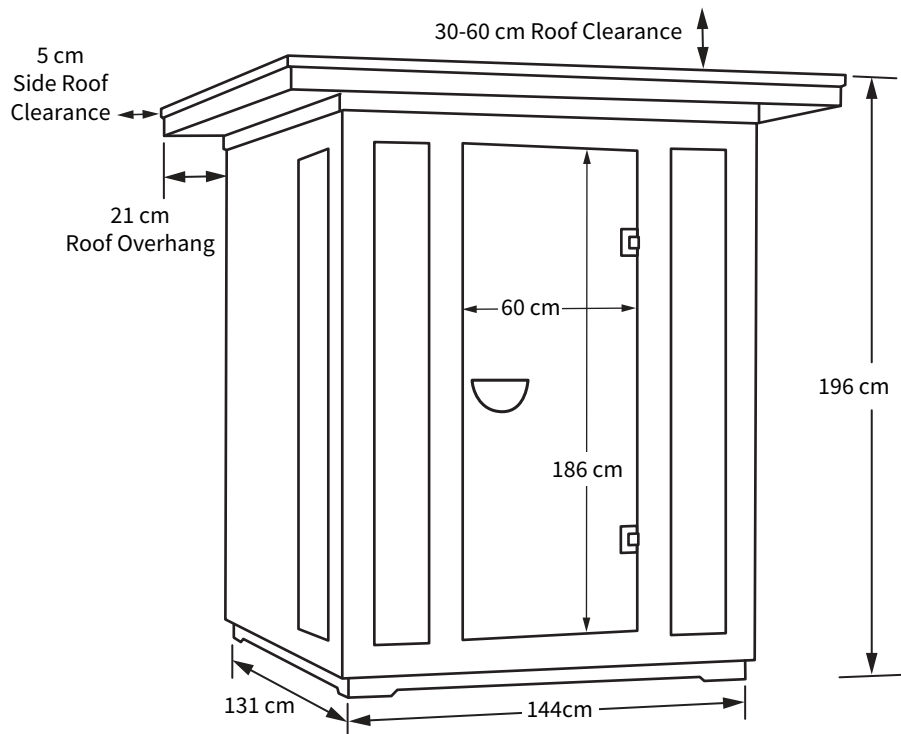 30-60 cm Roof Clearance
5 cm
Side Roof
Clearance
21 cm
Roof Overhang
60 cm
196 cm
186 cm
131 cm
144cm